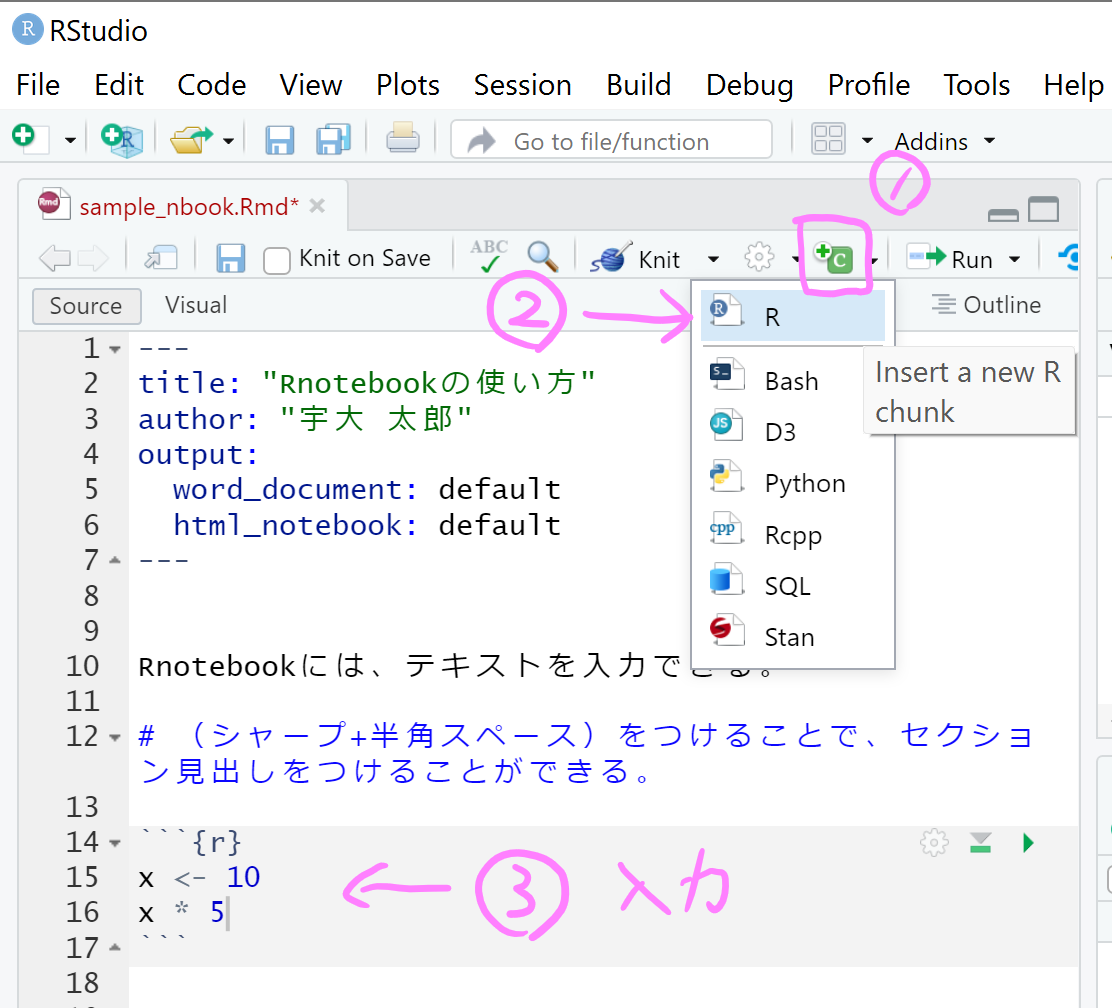 RStudio
File Edit Code View Plots Session Build Debug Profile Tools Help
Go to file/function Addins
①
sample_nbook.Rmd*
Knit on Save ABC Knit C Run
Source Visual ② → R Outline
Insert a new R
chunk
Bash
D3
Python
Rcpp
SQL
Stan
1 ---
2 title: "Rnotebookの使い方"
3 author: "宇大 太郎"
4 output:
5 word_document: default
6 html_notebook: default
7 ---
8
9
10 Rnotebookには、テキストを入力できる。
11
12 # （シャープ+半角スペース）をつけることで、セクショ
ン見出しをつけることができる。
13
14 ```{r}
15 x <- 10
← ③ 入力
16 x * 5
17 ```
18